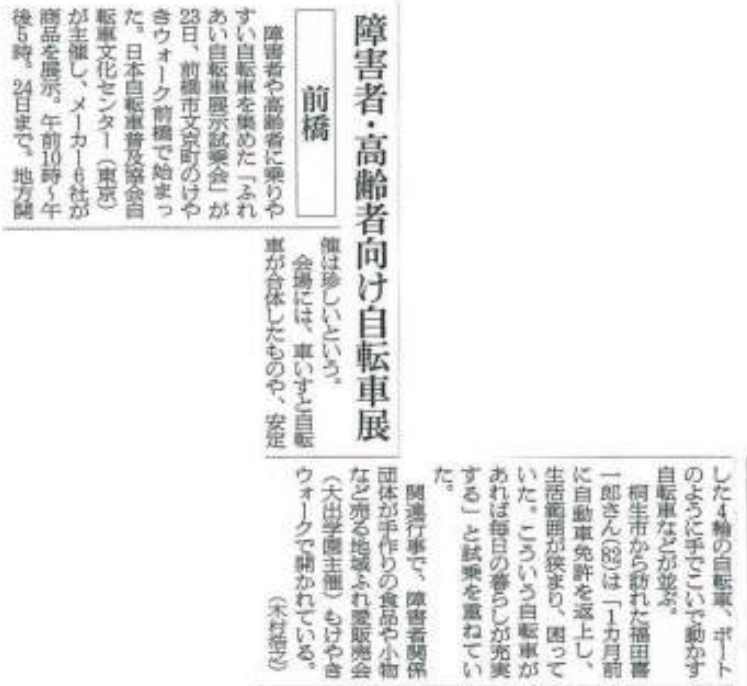 障害者・高齢者向け自転車展
前橋
障害者や高齢者に乗りや
すい自転車を集めた「ふれ
あい自転車展示試乗会」が
23日、前橋市文京町のけや
きウォーク前橋で始まっ
た。日本自転車普及協会自
転車文化センター（東京）
が主催し、メーカー6社が
商品を展示。午前10時～午
後5時。24日まで。地方開
催は珍しいという。
会場には、車いすと自転
車が合体したものや、安定
した4輪の自転車、ボート
のように手でこいで動かす
自転車などが並ぶ。
桐生市から訪れた福田喜
一郎さん(82)は「1カ月前
に自動車免許を返上し、
生活範囲が狭まり、困って
いた。こういう自転車が
あれば毎日の暮らしが充実
する」と試乗を重ねてい
た。
関連行事で、障害者関係
団体が手作りの食品や小物
など売る地域ふれ愛販売会
（大出学園主催）もけやき
ウォークで開かれている。
（木村浩之）